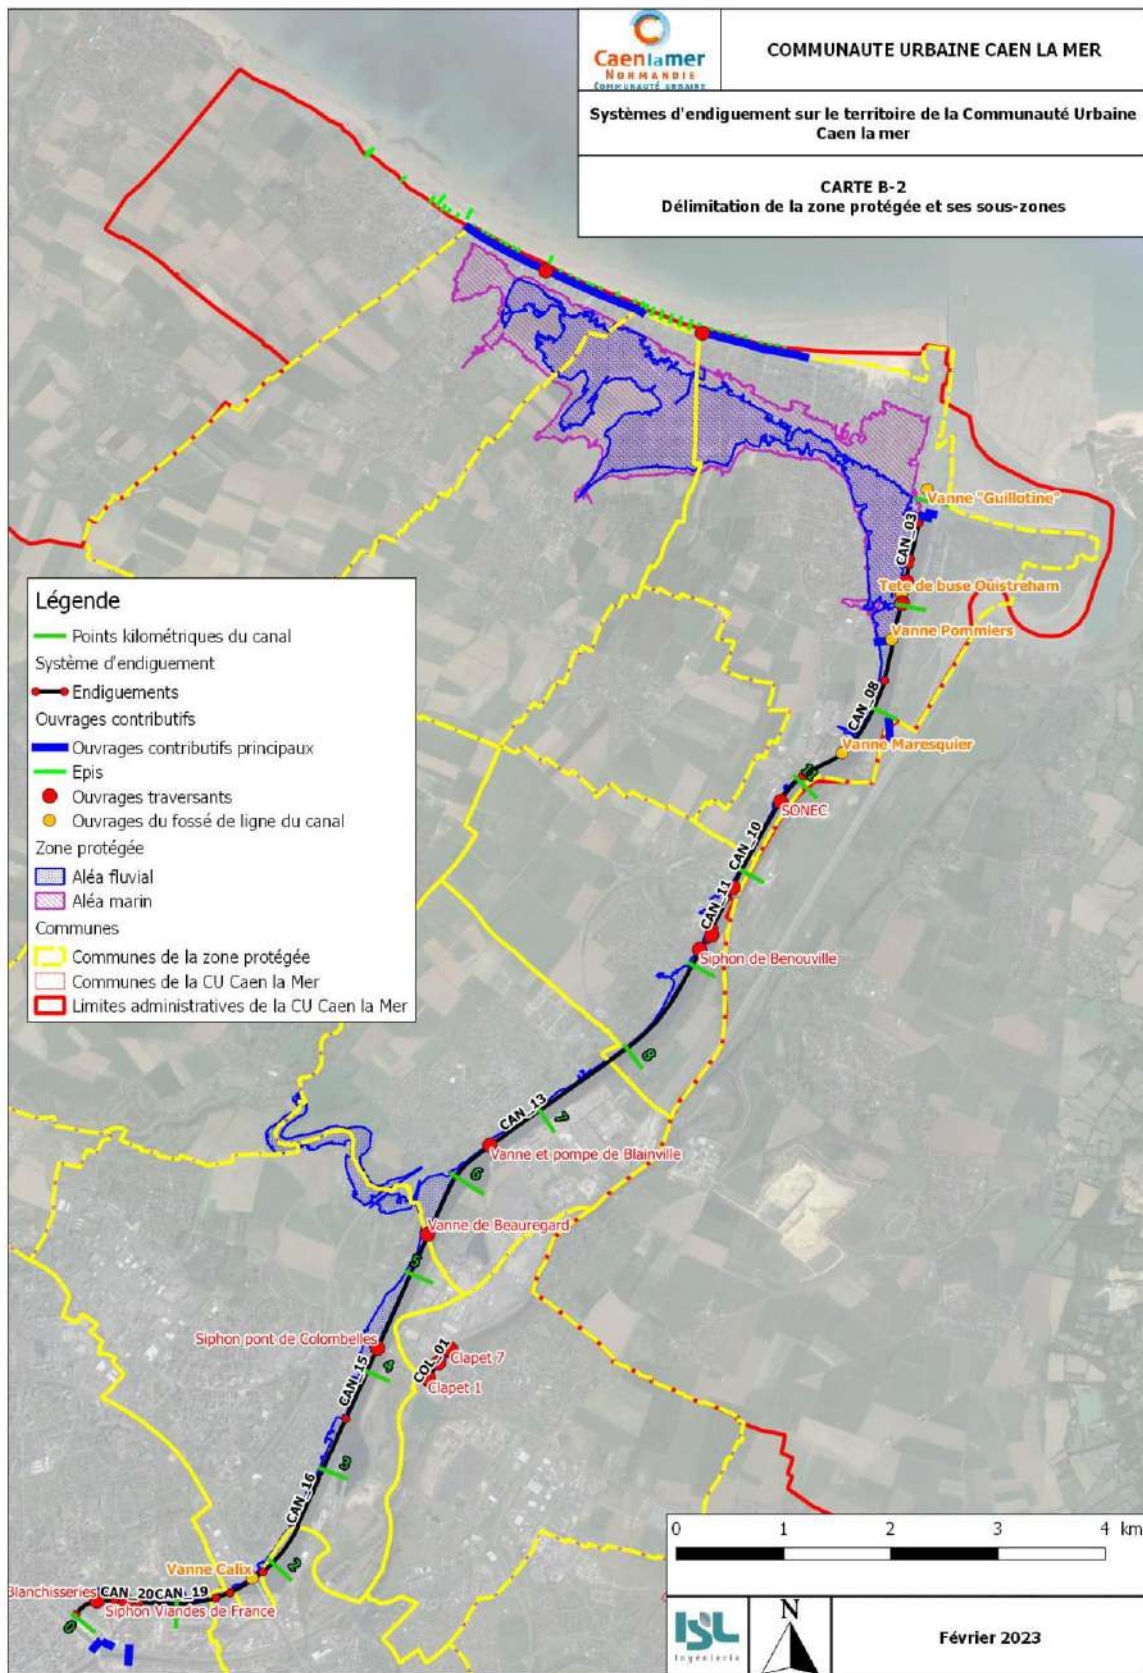 Caenlamer
NORMANDIE
COMMUNAUTÉ URBAINE
COMMUNAUTE URBAINE CAEN LA MER
Systèmes d'endiguement sur le territoire de la Communauté Urbaine
Caen la mer
CARTE B-2
Délimitation de la zone protégée et ses sous-zones
Vanne "Guillotine"
CAN_03
Tete de buse Ouistreham
Vanne Pommiers
CAN_08
Vanne Maresquier
SONEC
CAN_10
CAN_11
Siphon de Benouville
8
CAN_13
7
Vanne et pompe de Blainville
6
Vanne de Beauregard
5
Siphon pont de Colombelles
COL_01
Clapet 7
Clapet 1
4
CAN_15
3
CAN_16
2
Vanne Calix
Blanchisseries
CAN_20
CAN_19
Siphon Viandes de France
0
Légende
Points kilométriques du canal
Système d'endiguement
Endiguements
Ouvrages contributifs
Ouvrages contributifs principaux
Epis
Ouvrages traversants
Ouvrages du fossé de ligne du canal
Zone protégée
Aléa fluvial
Aléa marin
Communes
Communes de la zone protégée
Communes de la CU Caen la Mer
Limites administratives de la CU Caen la Mer
0 1 2 3 4 km
ISL
Ingénierie
N
Février 2023